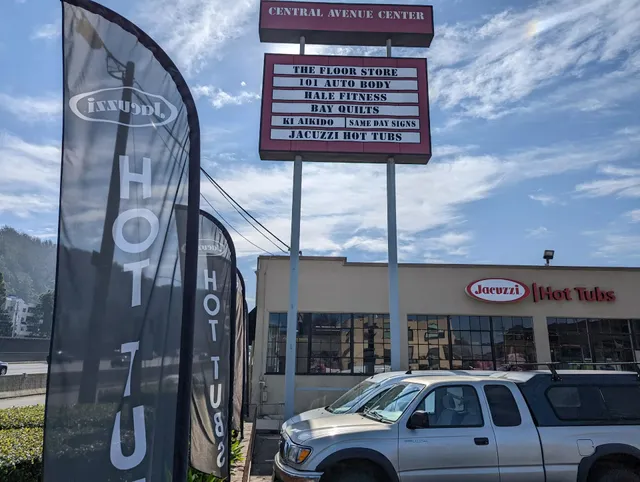 CENTRAL AVENUE CENTER
THE FLOOR STORE
101 AUTO BODY
HALE FITNESS
BAY QUILTS
KI AIKIDO SAME DAY SIGNS
JACUZZI HOT TUBS
Jacuzzi
HOT TU
Jacuzzi
HOT TUBS
Jacuzzi Hot Tubs